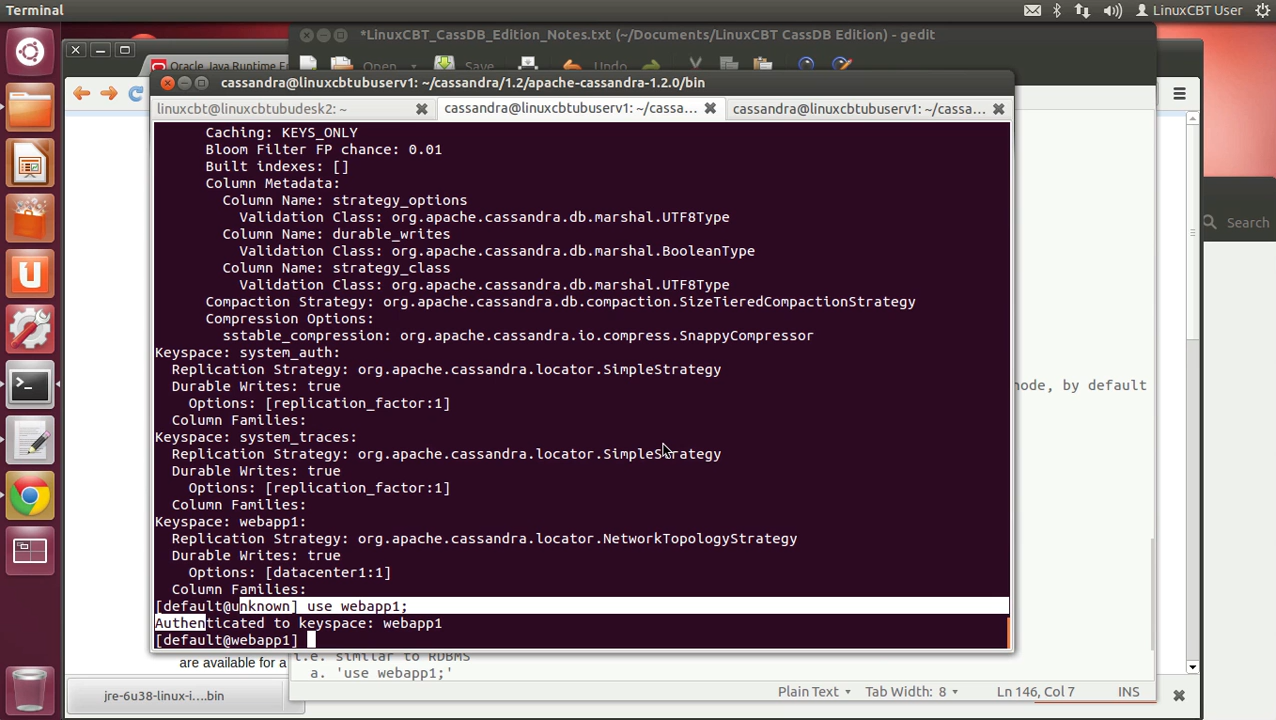 Terminal
LinuxCBT User
*LinuxCBT_CassDB_Edition_Notes.txt (~/Documents/LinuxCBT CassDB Edition) - gedit
Oracle Java Runtime E
Open
Save
Undo
cassandra@linuxcbtubuserv1: ~/cassandra/1.2/apache-cassandra-1.2.0/bin
linuxcbt@linuxcbtubudesk2: ~
cassandra@linuxcbtubuserv1: ~/cassa...
cassandra@linuxcbtubuserv1: ~/cassa...
Caching: KEYS_ONLY
Bloom Filter FP chance: 0.01
Built indexes: []
Column Metadata:
Column Name: strategy_options
Validation Class: org.apache.cassandra.db.marshal.UTF8Type
Column Name: durable_writes
Validation Class: org.apache.cassandra.db.marshal.BooleanType
Column Name: strategy_class
Validation Class: org.apache.cassandra.db.marshal.UTF8Type
Compaction Strategy: org.apache.cassandra.db.compaction.SizeTieredCompactionStrategy
Compression Options:
sstable_compression: org.apache.cassandra.io.compress.SnappyCompressor
Keyspace: system_auth:
Replication Strategy: org.apache.cassandra.locator.SimpleStrategy
Durable Writes: true
Options: [replication_factor:1]
Column Families:
Keyspace: system_traces:
Replication Strategy: org.apache.cassandra.locator.SimpleStrategy
Durable Writes: true
Options: [replication_factor:1]
Column Families:
Keyspace: webapp1:
Replication Strategy: org.apache.cassandra.locator.NetworkTopologyStrategy
Durable Writes: true
Options: [datacenter1:1]
Column Families:
[default@unknown] use webapp1;
Authenticated to keyspace: webapp1
[default@webapp1]
Search
node, by default
are available for a
i.e. similar to RDBMS
a. 'use webapp1;'
jre-6u38-linux-i....bin
Plain Text
Tab Width: 8
Ln 146, Col 7
INS